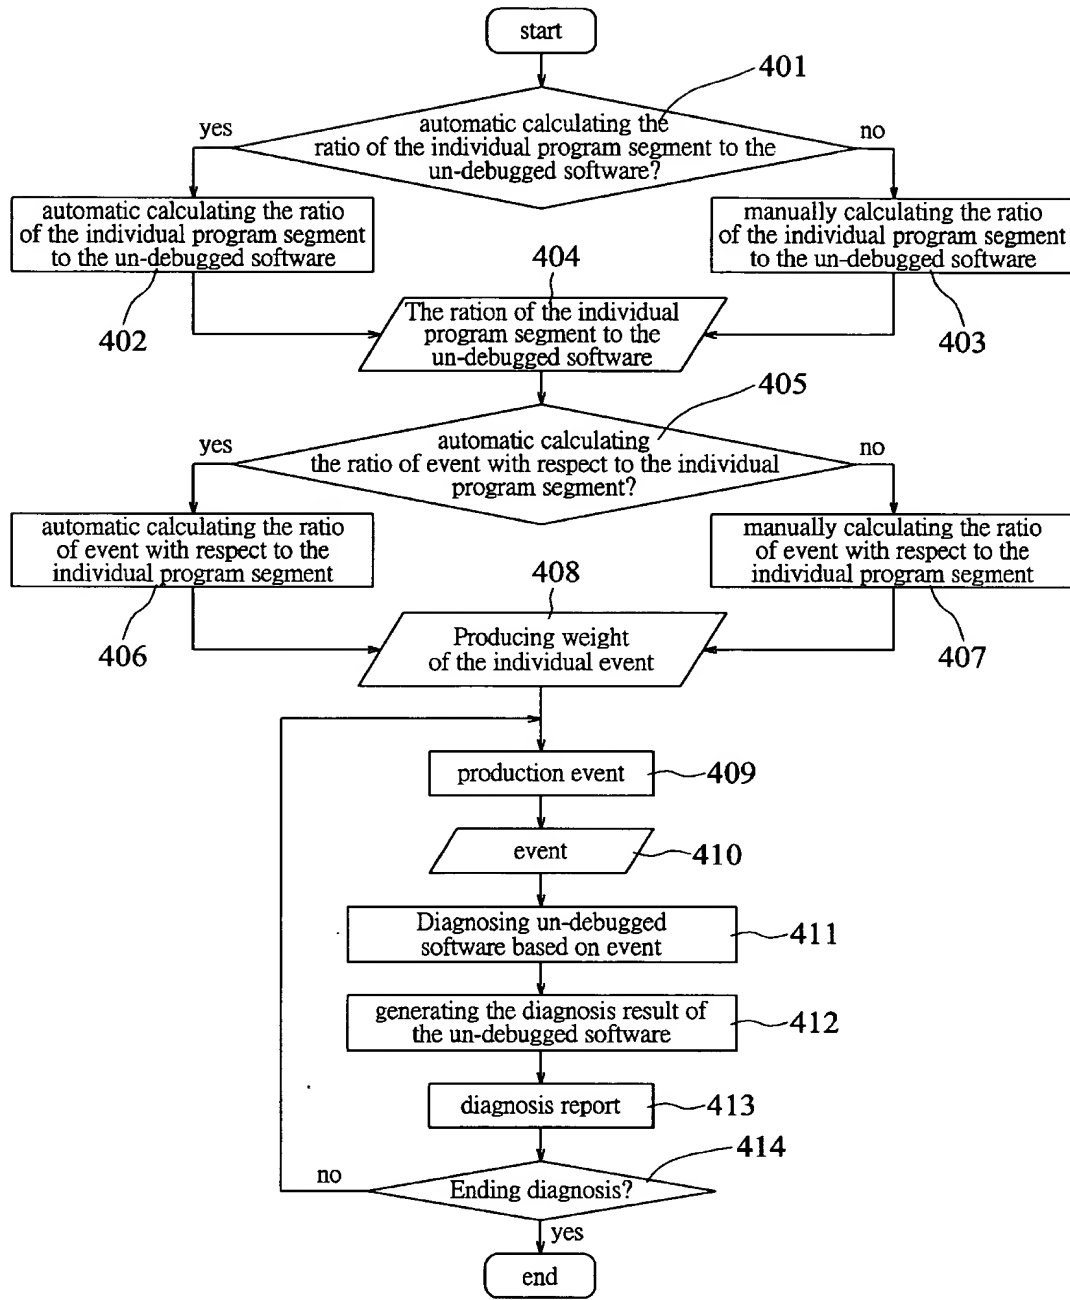 start
401
automatic calculating the
ratio of the individual program segment to the
un-debugged software?
yes
no
automatic calculating the ratio
of the individual program segment
to the un-debugged software
manually calculating the ratio
of the individual program segment
to the un-debugged software
402
403
404
The ration of the individual
program segment to the
un-debugged software
405
automatic calculating
the ratio of event with respect to the individual
program segment?
yes
no
automatic calculating the ratio
of event with respect to the
individual program segment
manually calculating the ratio
of event with respect to the
individual program segment
406
407
408
Producing weight
of the individual event
production event
409
event
410
Diagnosing un-debugged
software based on event
411
generating the diagnosis result of
the un-debugged software
412
diagnosis report
413
414
Ending diagnosis?
no
yes
end